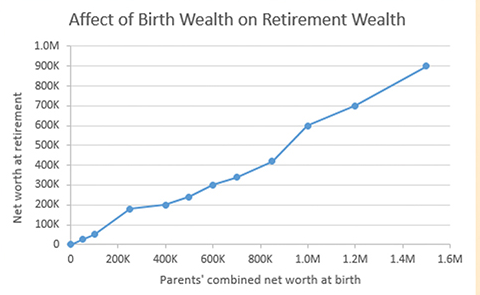 Affect of Birth Wealth on Retirement Wealth
1.0M
900K
800K
700K
600K
500K
400K
300K
200K
100K
0
Net worth at retirement
0 200K 400K 600K 800K 1.0M 1.2M 1.4M 1.6M
Parents' combined net worth at birth